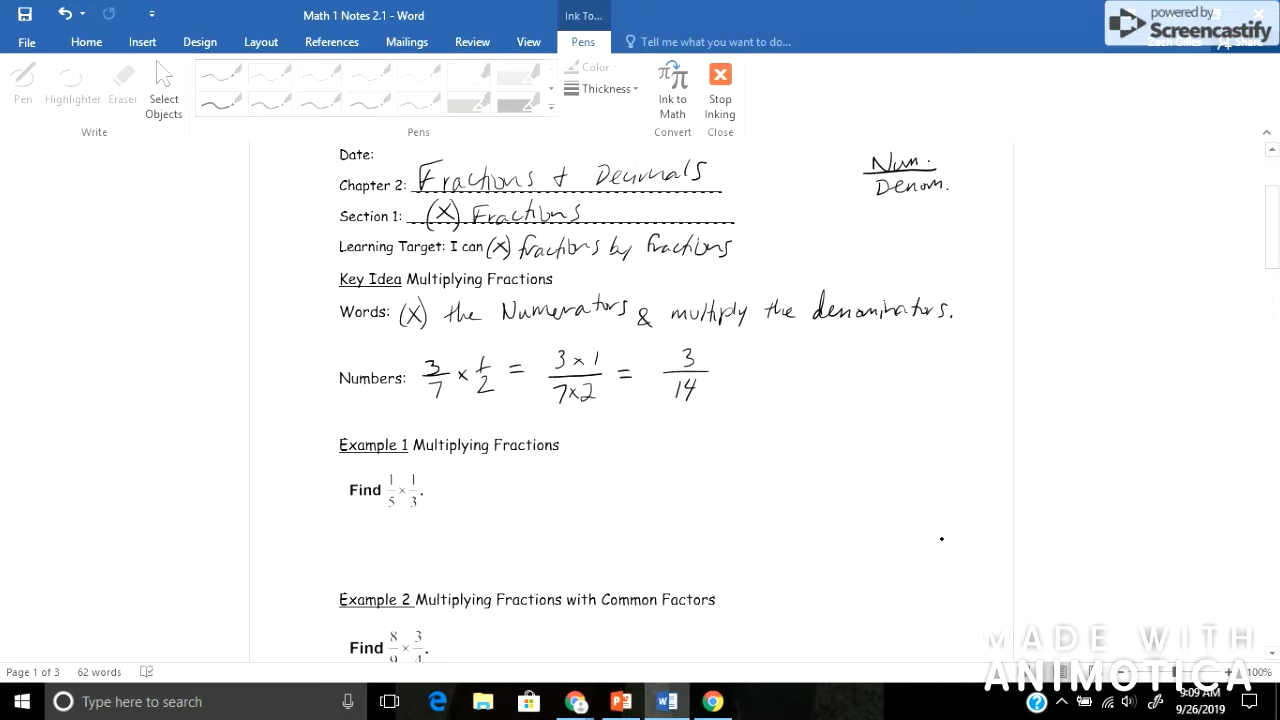 Math 1 Notes 2.1 - Word
Ink To...
powered by
Screencastify
File Home Insert Design Layout References Mailings Review View Pens Tell me what you want to do...
Share
Pen Highlighter Eraser Select Objects
Color
Thickness
Ink to Math
Stop Inking
Write Pens Convert Close
Date:
Num.
Denom.
Chapter 2: Fractions & Decimals
Section 1: (x) Fractions
Learning Target: I can (x) fractions by fractions
Key Idea Multiplying Fractions
Words: (x) the Numerators & multiply the denominators.
Numbers: 3/7 × 1/2 = 3 × 1/7 × 2 = 3/14
Example 1 Multiplying Fractions
Find 1/5 × 1/3.
Example 2 Multiplying Fractions with Common Factors
Find 8/9 × 3/4.
MADE WITH
ANIMOTICA
Page 1 of 3 62 words
100%
Type here to search
9:09 AM
9/26/2019